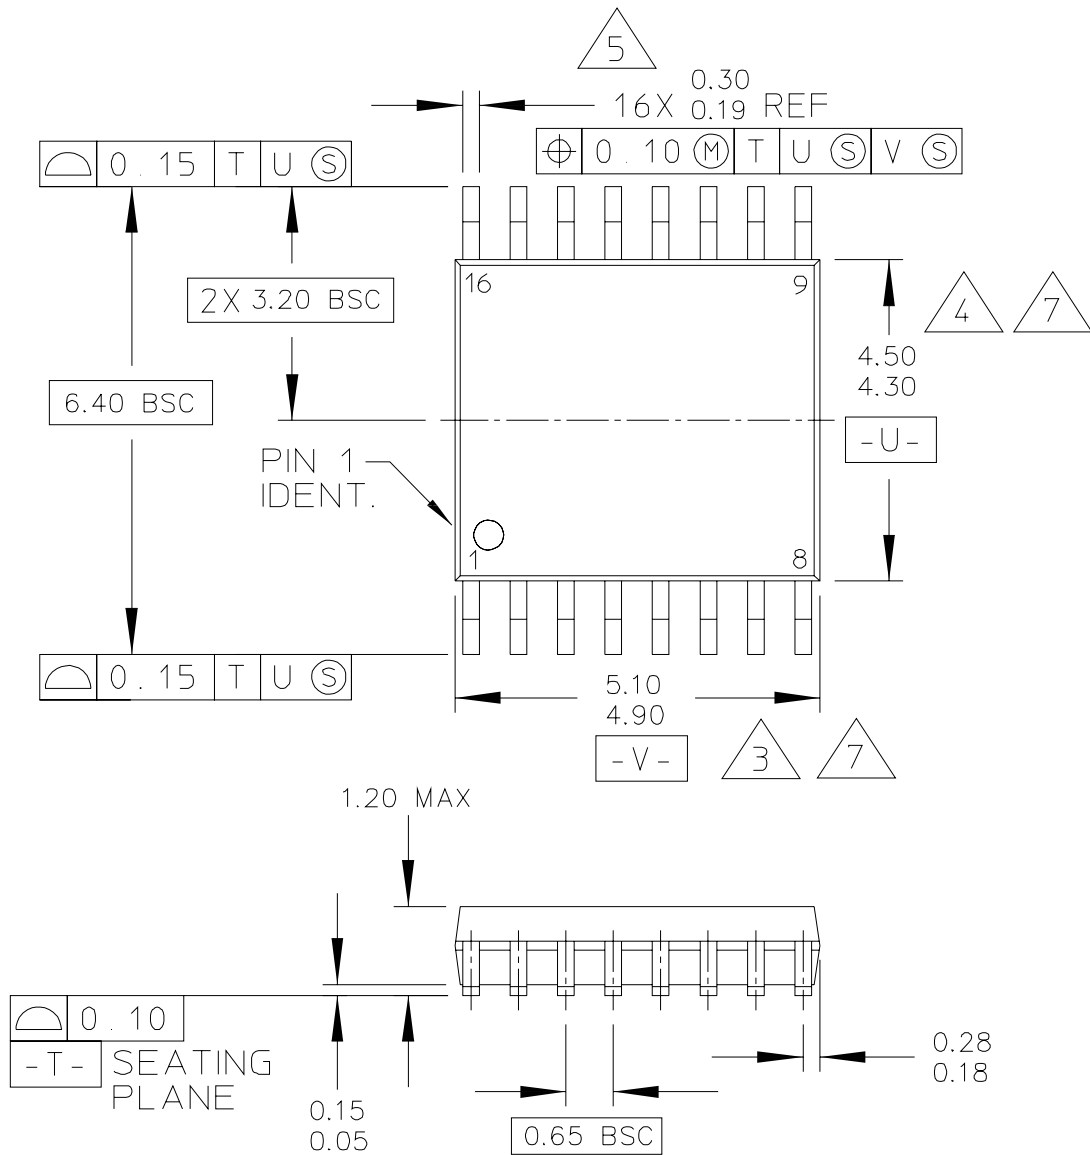 5
0.30
16X 0.19 REF
0.15 T U Ⓢ
0.10 Ⓜ T U Ⓢ V Ⓢ
16
9
2X 3.20 BSC
4
7
4.50
4.30
6.40 BSC
-U-
PIN 1
IDENT.
1
8
0.15 T U Ⓢ
5.10
4.90
-V-
3
7
1.20 MAX
0.10
-T- SEATING
PLANE
0.15
0.05
0.65 BSC
0.28
0.18